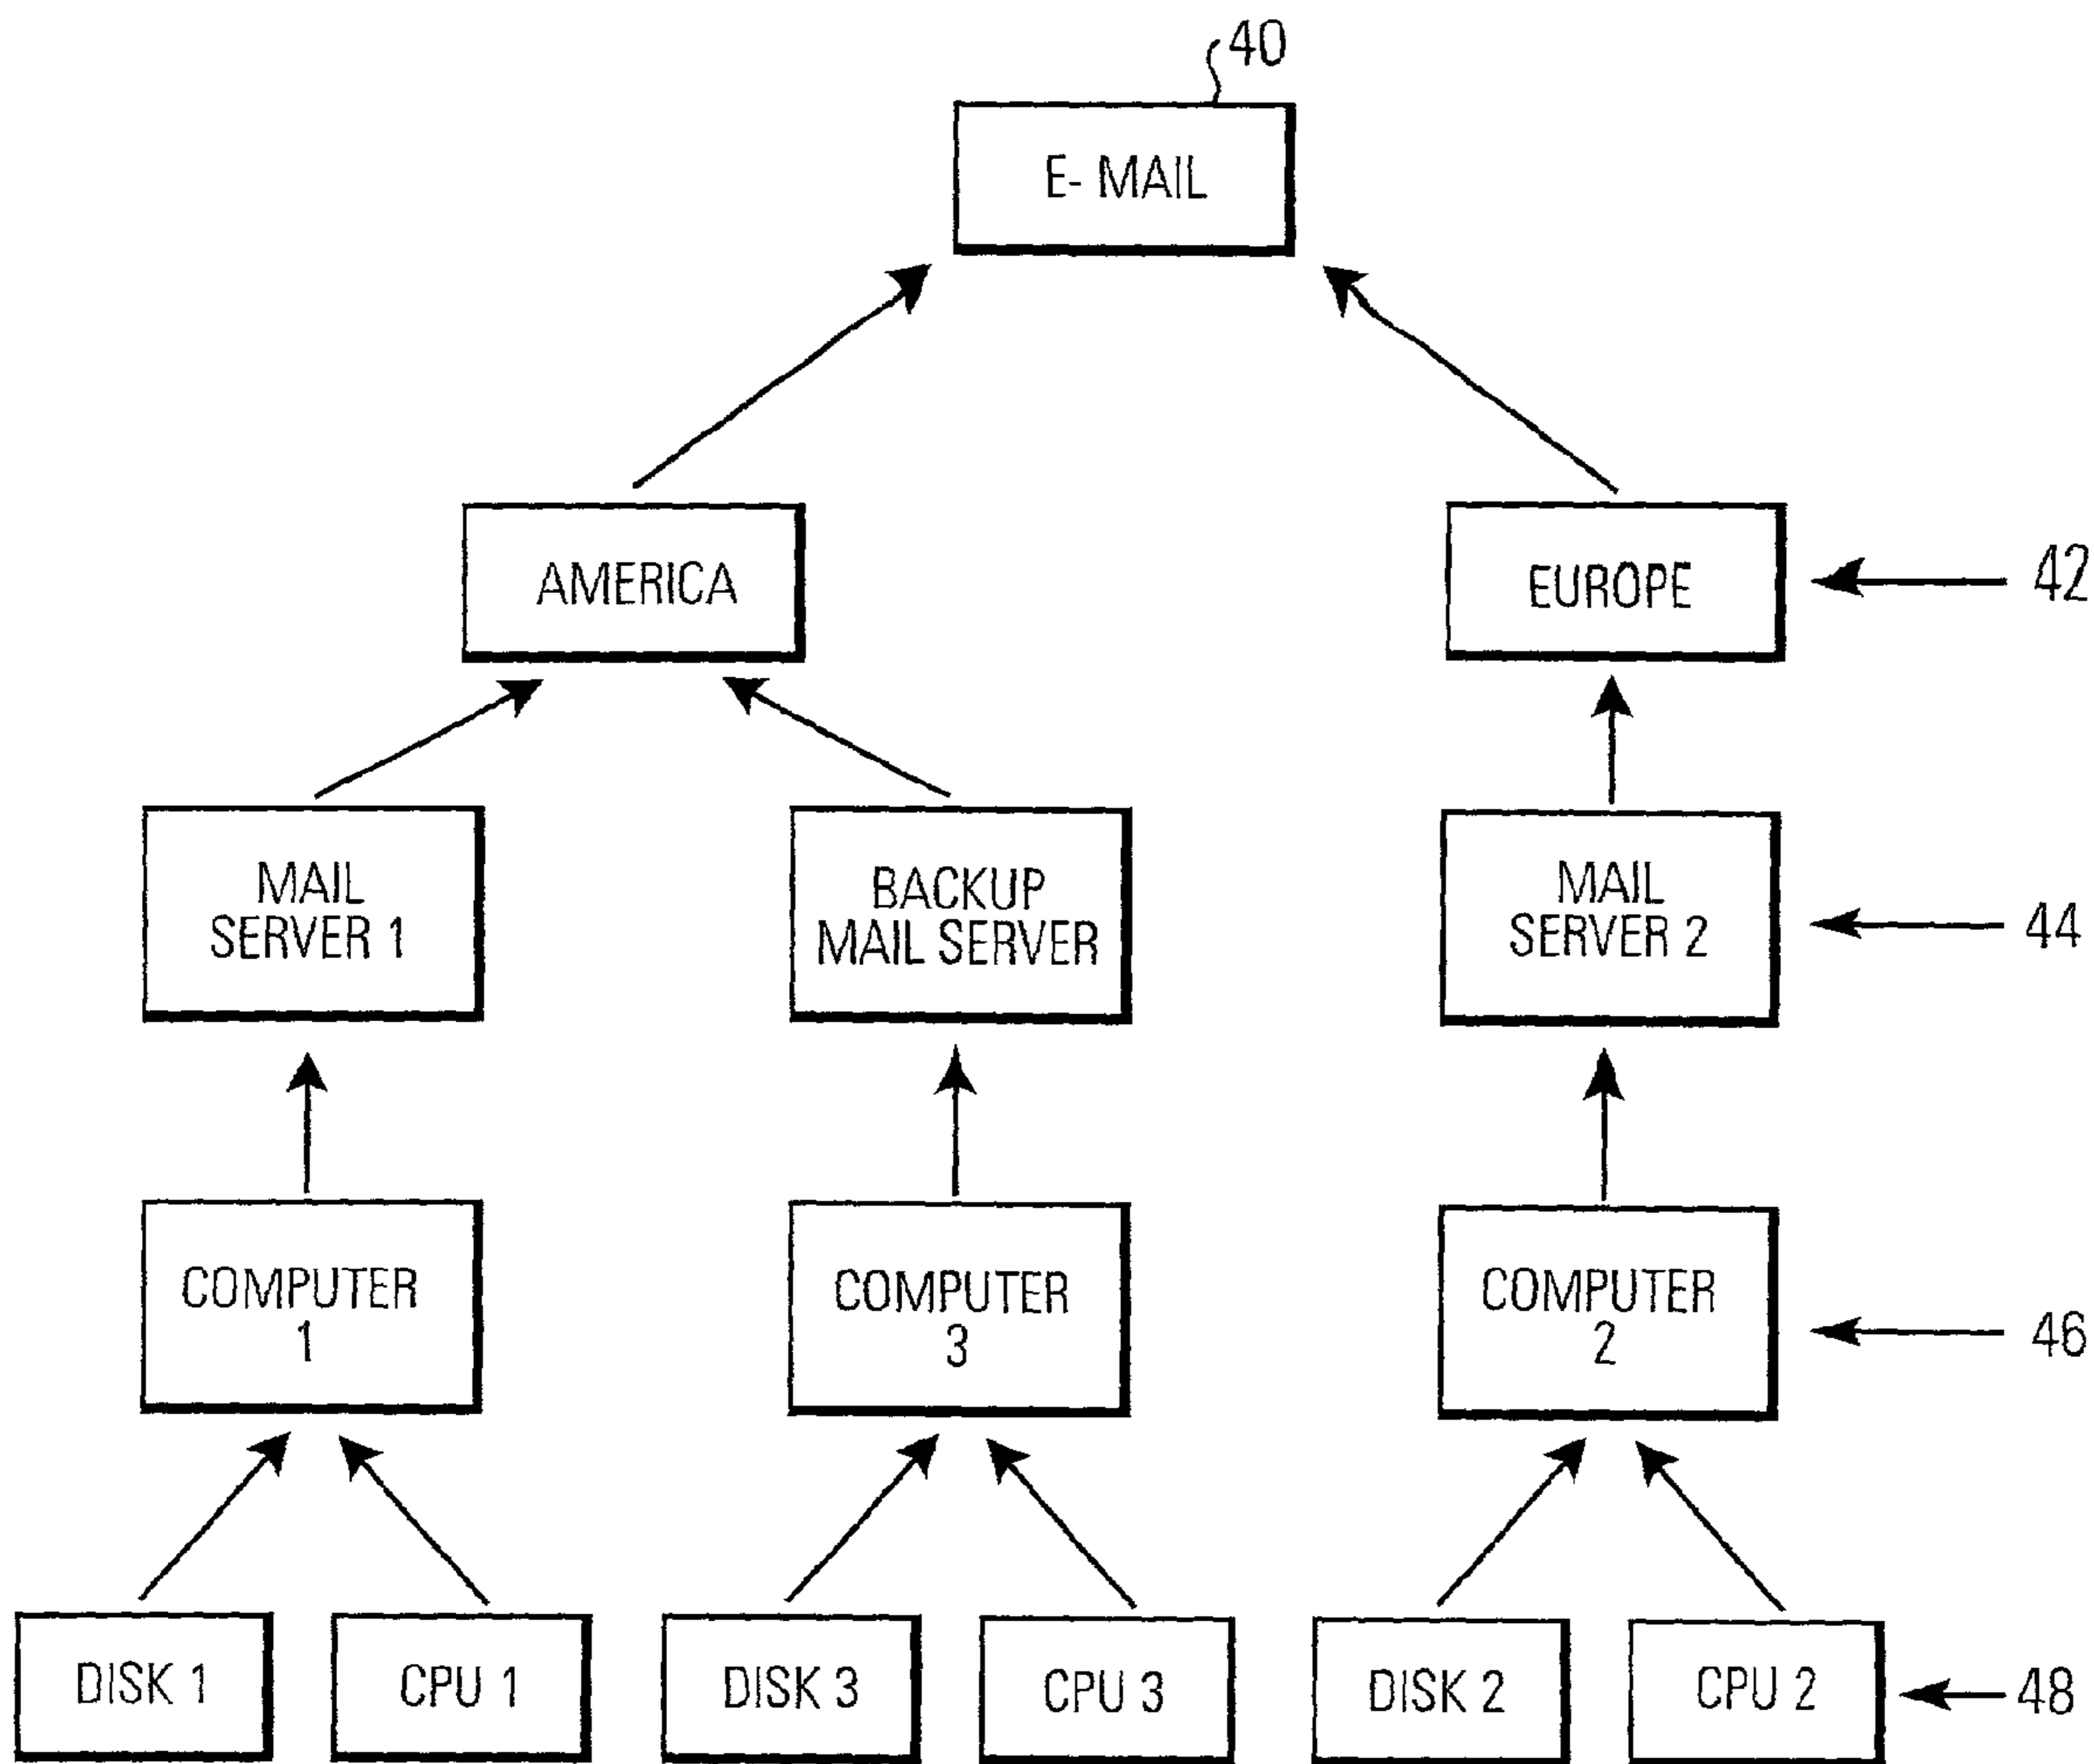 40
E- MAIL
AMERICA
EUROPE
42
MAIL
SERVER 1
BACKUP
MAIL SERVER
MAIL
SERVER 2
44
COMPUTER
1
COMPUTER
3
COMPUTER
2
46
DISK 1
CPU 1
DISK 3
CPU 3
DISK 2
CPU 2
48